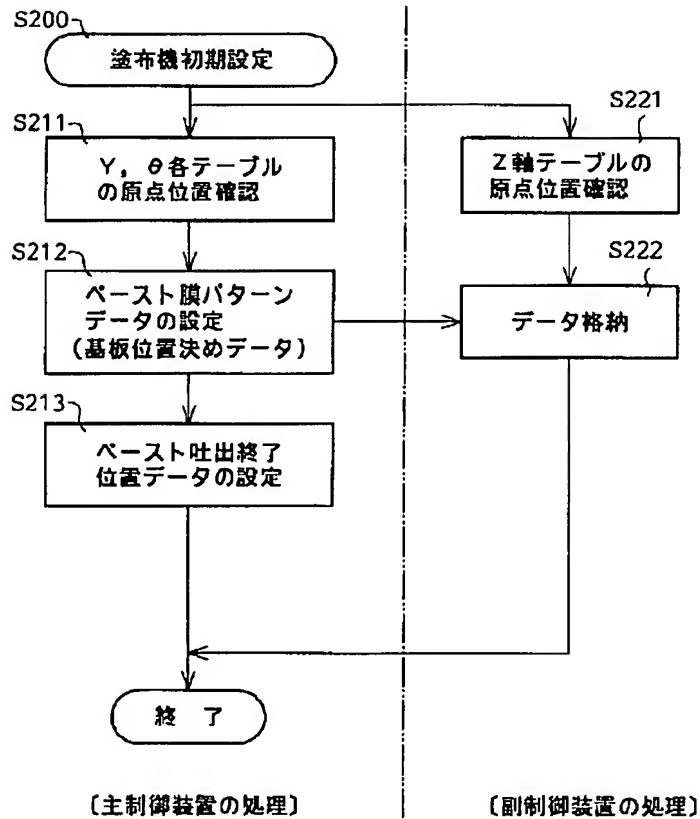 S200
塗布機初期設定
S211
Y，θ各テーブル
の原点位置確認
S221
Z軸テーブルの
原点位置確認
S212
ペースト膜パターン
データの設定
(基板位置決めデータ)
S222
データ格納
S213
ペースト吐出終了
位置データの設定
終 了
〔主制御装置の処理〕
〔副制御装置の処理〕